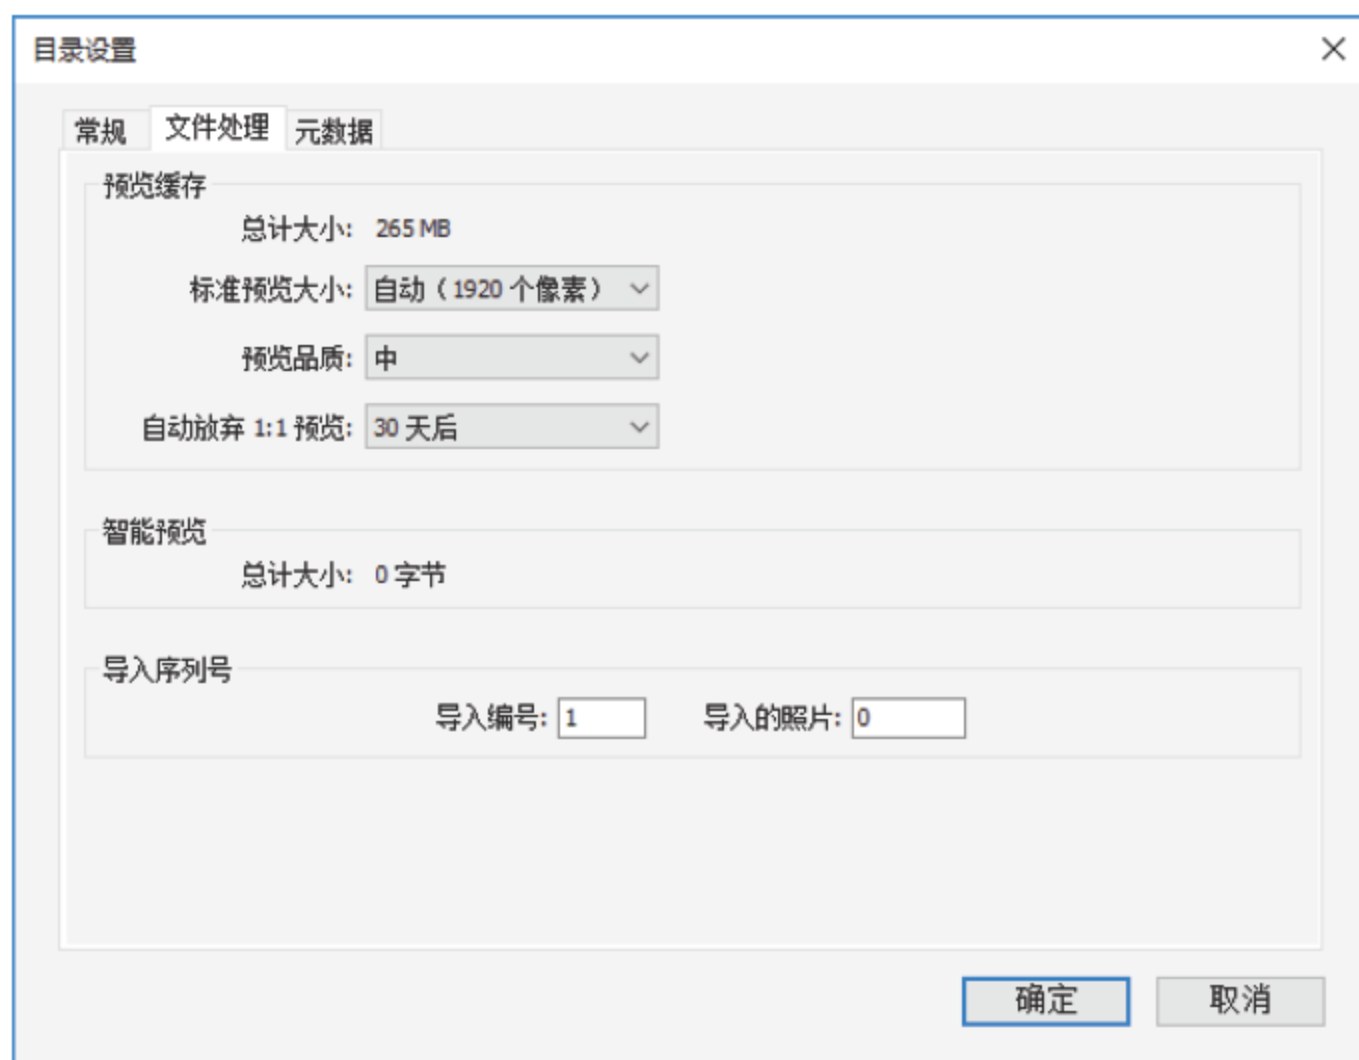 目录设置
常规 文件处理 元数据
预览缓存
总计大小: 265 MB
标准预览大小: 自动（1920 个像素）
预览品质: 中
自动放弃 1:1 预览: 30 天后
智能预览
总计大小: 0 字节
导入序列号
导入编号: 1 导入的照片: 0
确定 取消